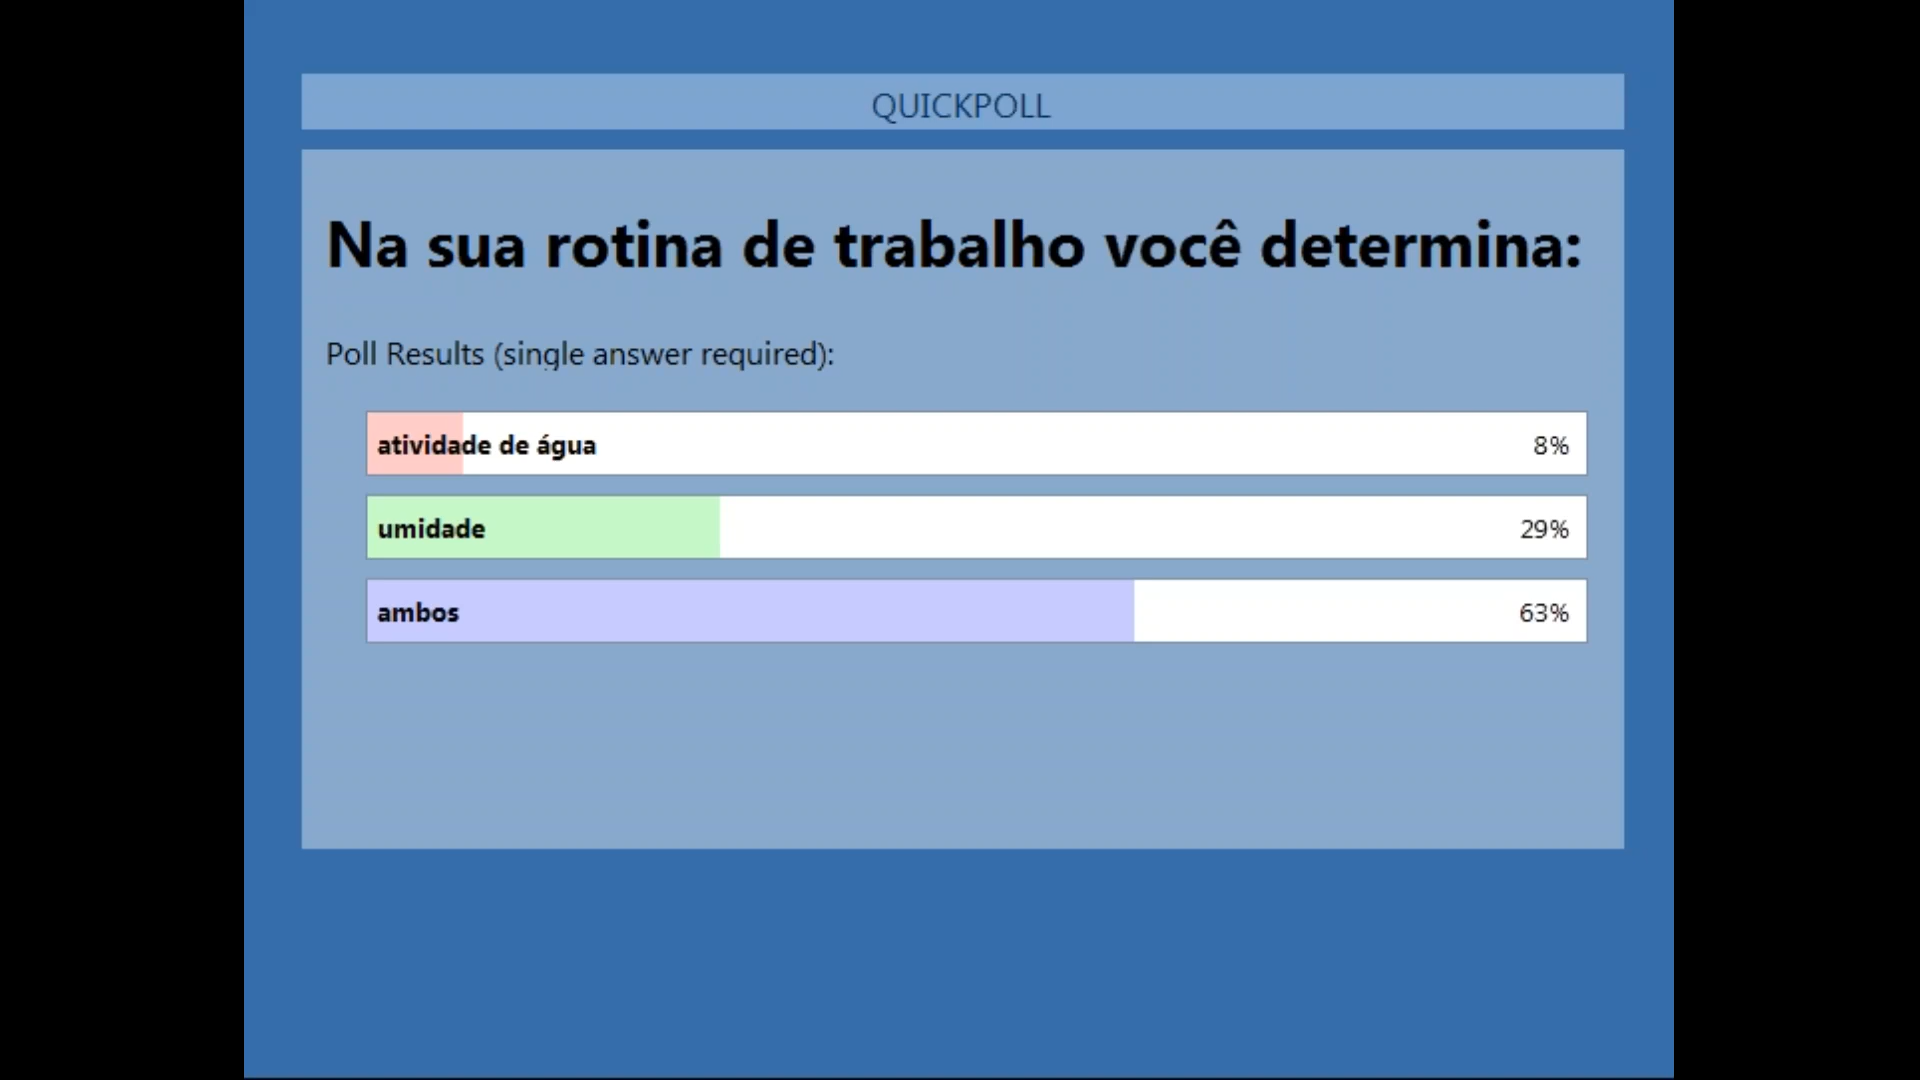 QUICKPOLL
Na sua rotina de trabalho você determina:
Poll Results (single answer required):
atividade de água 8%
umidade 29%
ambos 63%